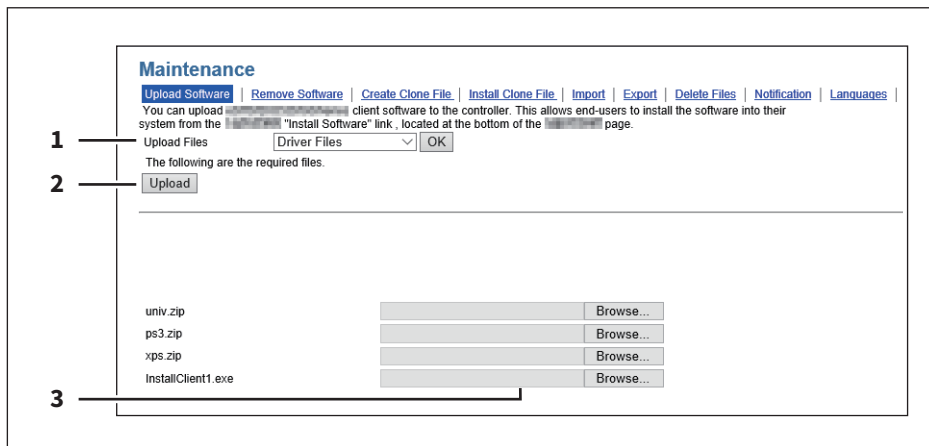 Maintenance
Upload Software | Remove Software | Create Clone File | Install Clone File | Import | Export | Delete Files | Notification | Languages |
You can upload client software to the controller. This allows end-users to install the software into their
system from the "Install Software" link , located at the bottom of the page.
1 Upload Files Driver Files OK
The following are the required files.
2 Upload
univ.zip Browse...
ps3.zip Browse...
xps.zip Browse...
InstallClient1.exe Browse...
3